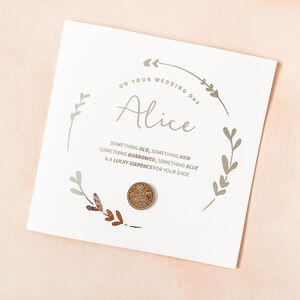 ON YOUR WEDDING DAY
Alice
SOMETHING OLD, SOMETHING NEW
SOMETHING BORROWED, SOMETHING BLUE
& A LUCKY SIXPENCE FOR YOUR SHOE